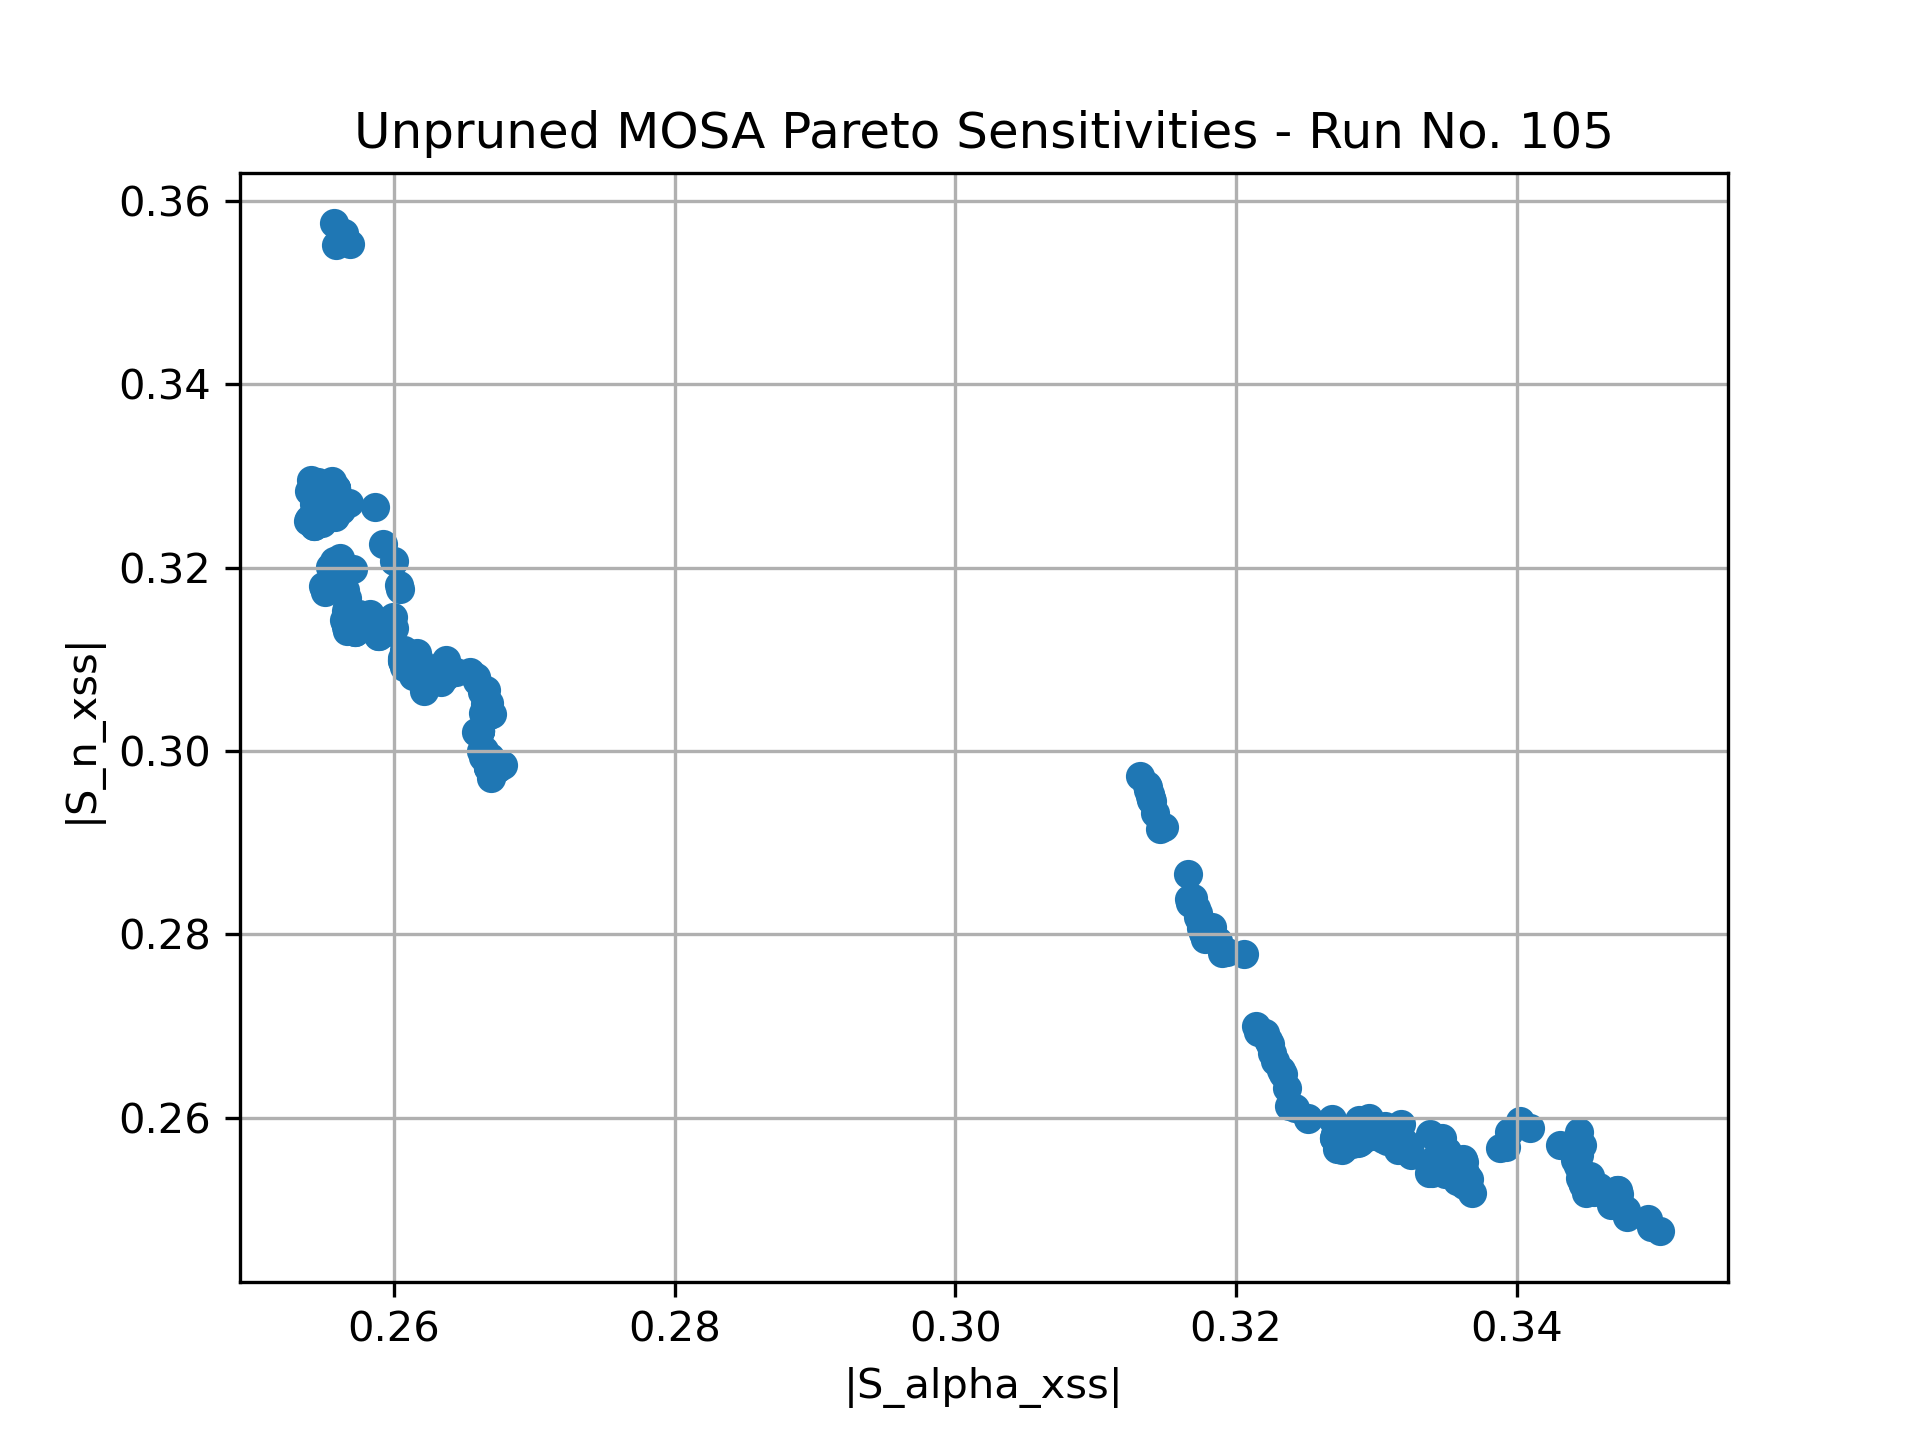 Unpruned MOSA Pareto Sensitivities - Run No. 105
0.36
0.34
0.32
0.30
0.28
0.26
|S_n_xss|
0.26 0.28 0.30 0.32 0.34
|S_alpha_xss|